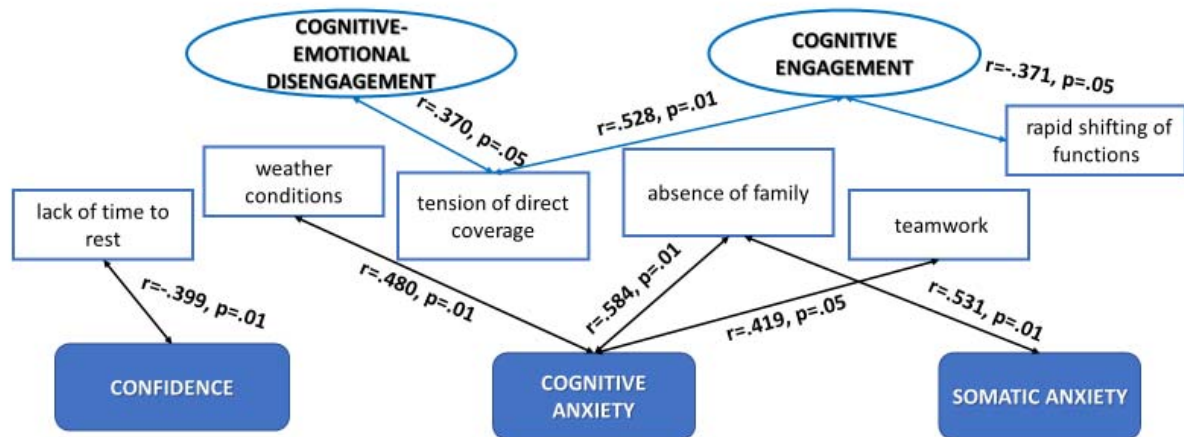 COGNITIVE-
EMOTIONAL
DISENGAGEMENT
COGNITIVE
ENGAGEMENT
r=-.371, p=.05
r=.370, p=.05
r=.528, p=.01
rapid shifting of
functions
weather
conditions
tension of direct
coverage
absence of family
lack of time to
rest
teamwork
r=-.399, p=.01
r=.480, p=.01
r=.584, p=.01
r=.419, p=.05
r=.531, p=.01
CONFIDENCE
COGNITIVE
ANXIETY
SOMATIC ANXIETY